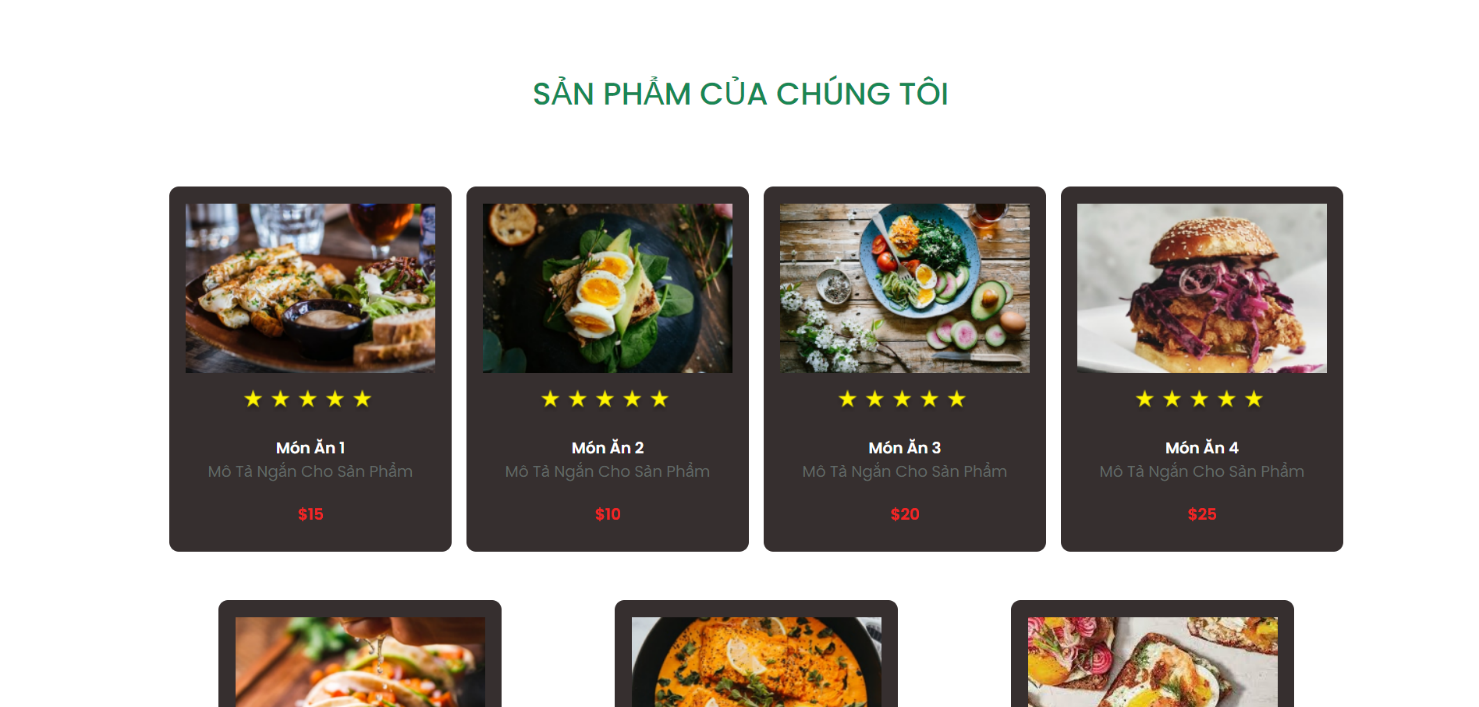 SẢN PHẨM CỦA CHÚNG TÔI
Món Ăn 1
Mô Tả Ngắn Cho Sản Phẩm
$15
Món Ăn 2
Mô Tả Ngắn Cho Sản Phẩm
$10
Món Ăn 3
Mô Tả Ngắn Cho Sản Phẩm
$20
Món Ăn 4
Mô Tả Ngắn Cho Sản Phẩm
$25